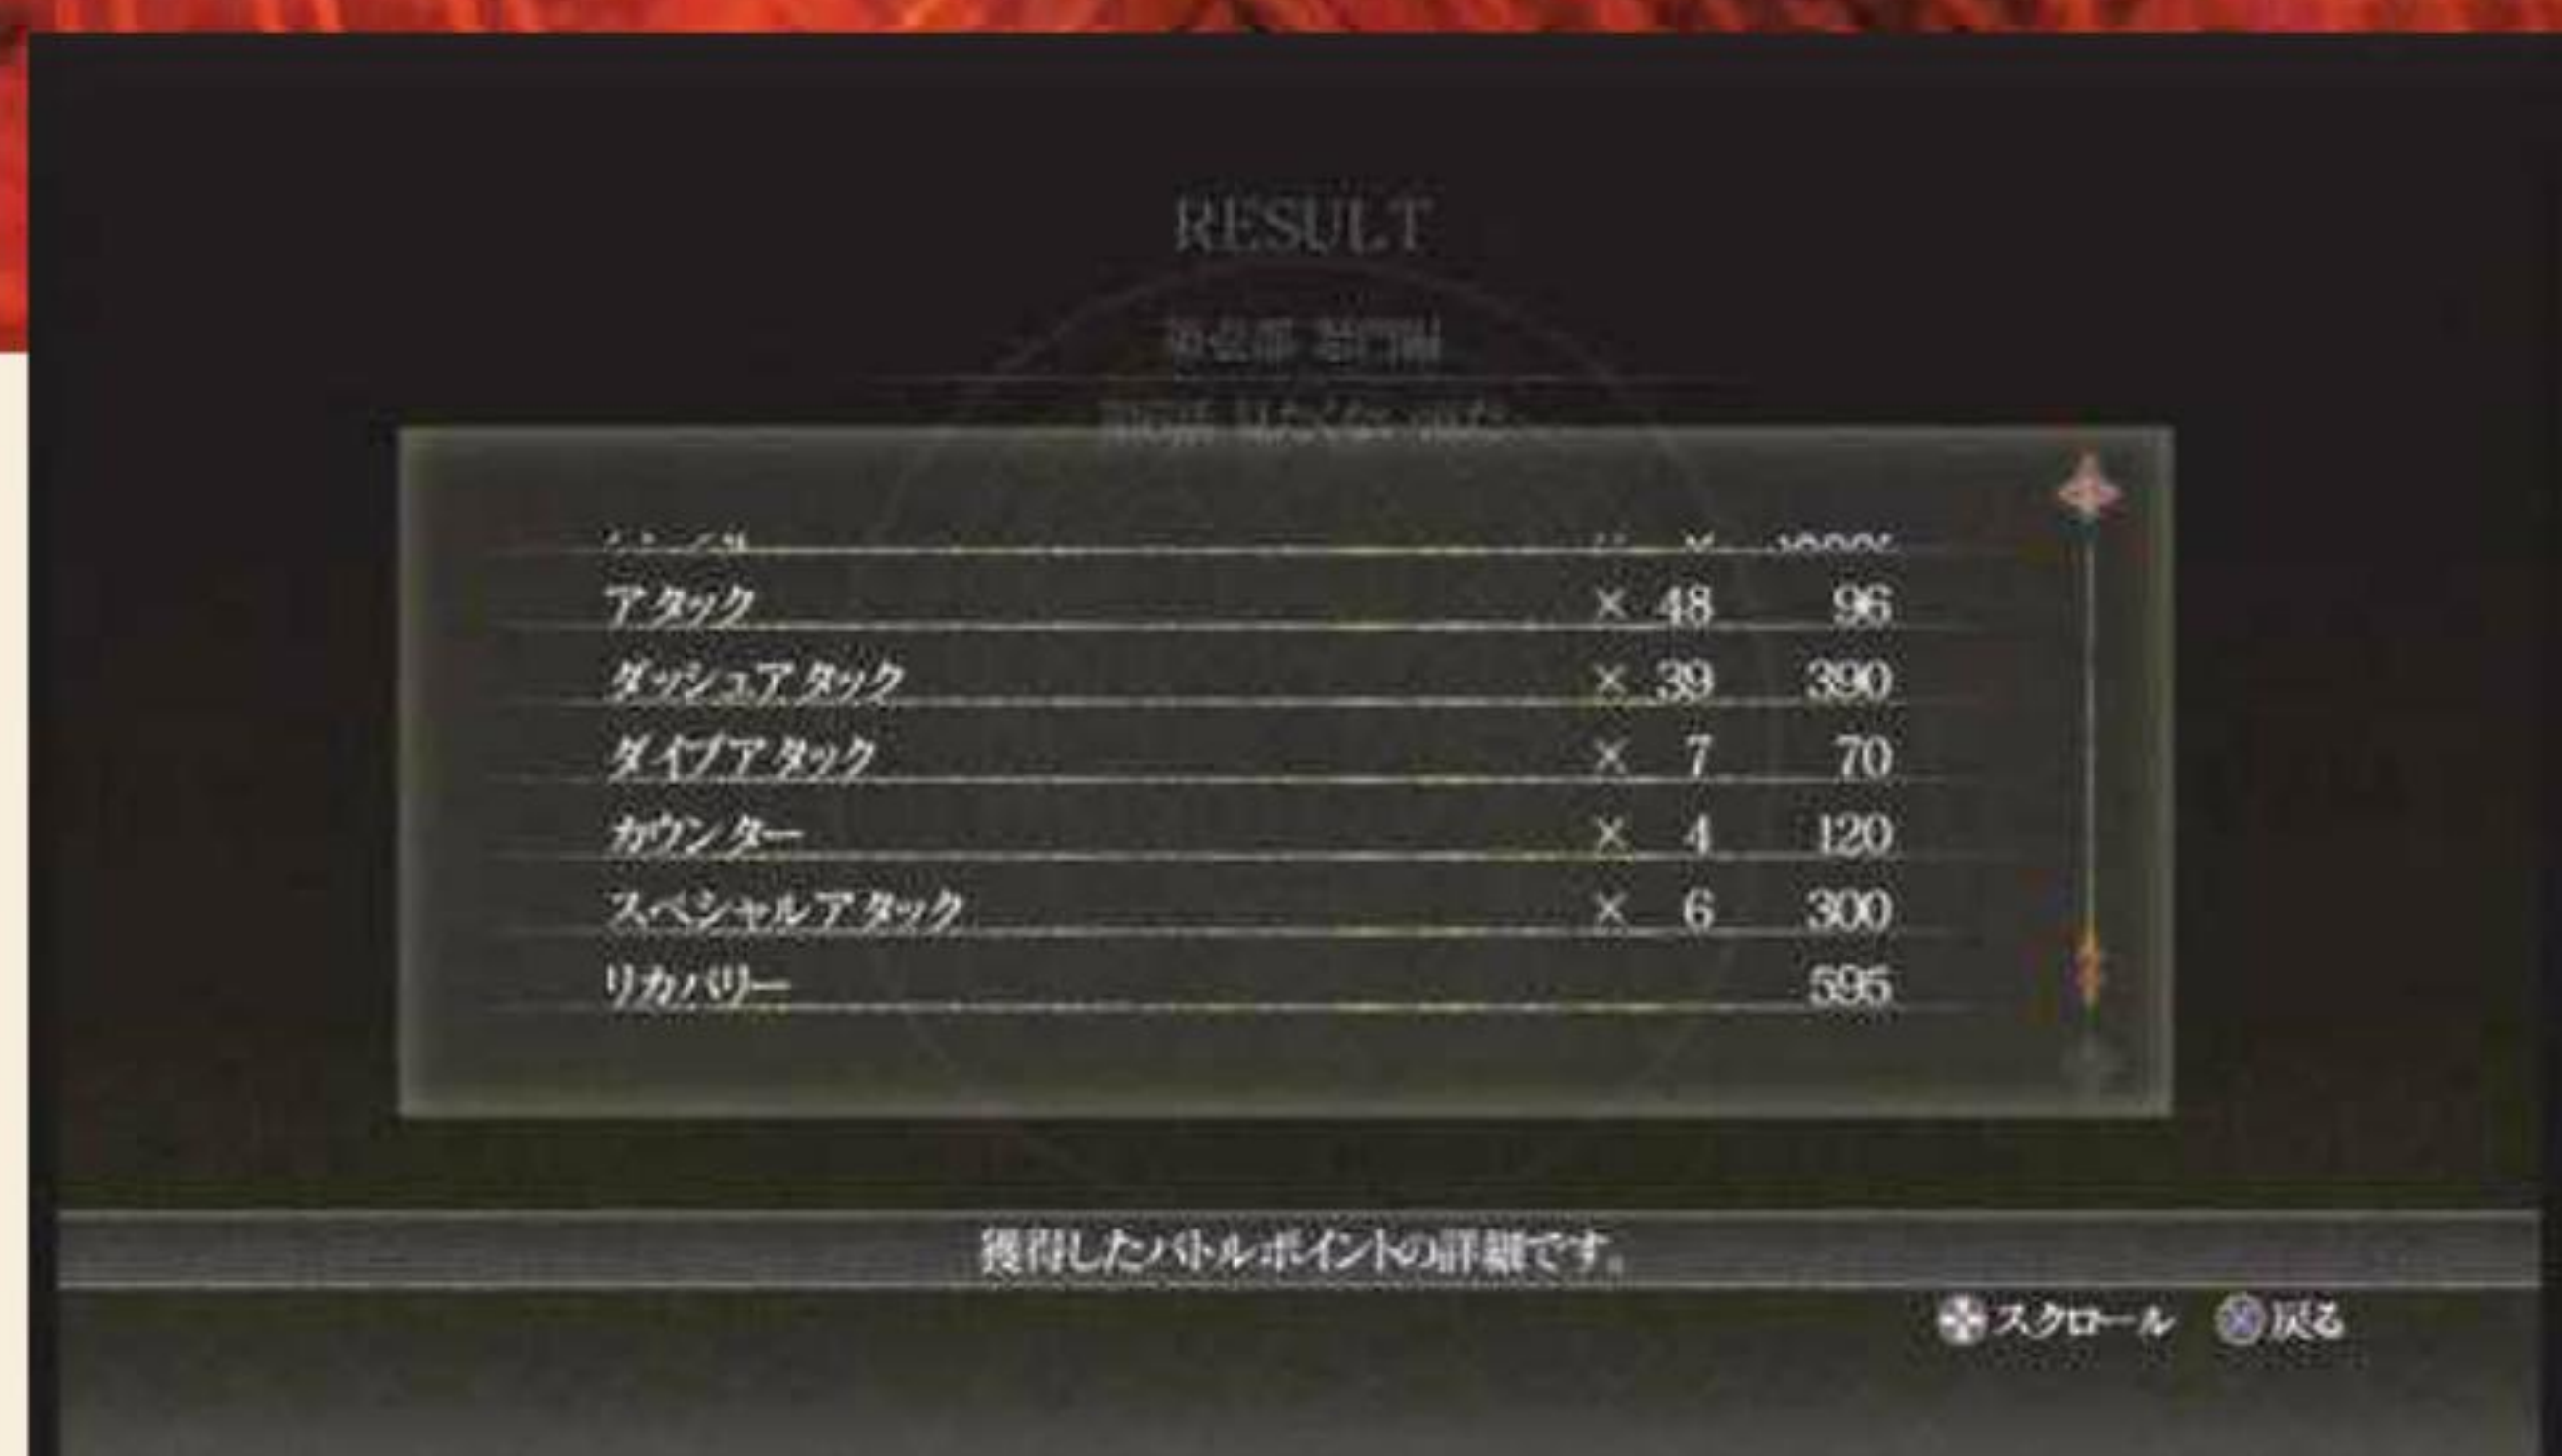 RESULT
アタック × 48 96
ダッシュアタック × 39 390
ダイブアタック × 7 70
カウンター × 4 120
スペシャルアタック × 6 300
リカバリー 595
獲得したバトルポイントの詳細です。
スクロール 戻る